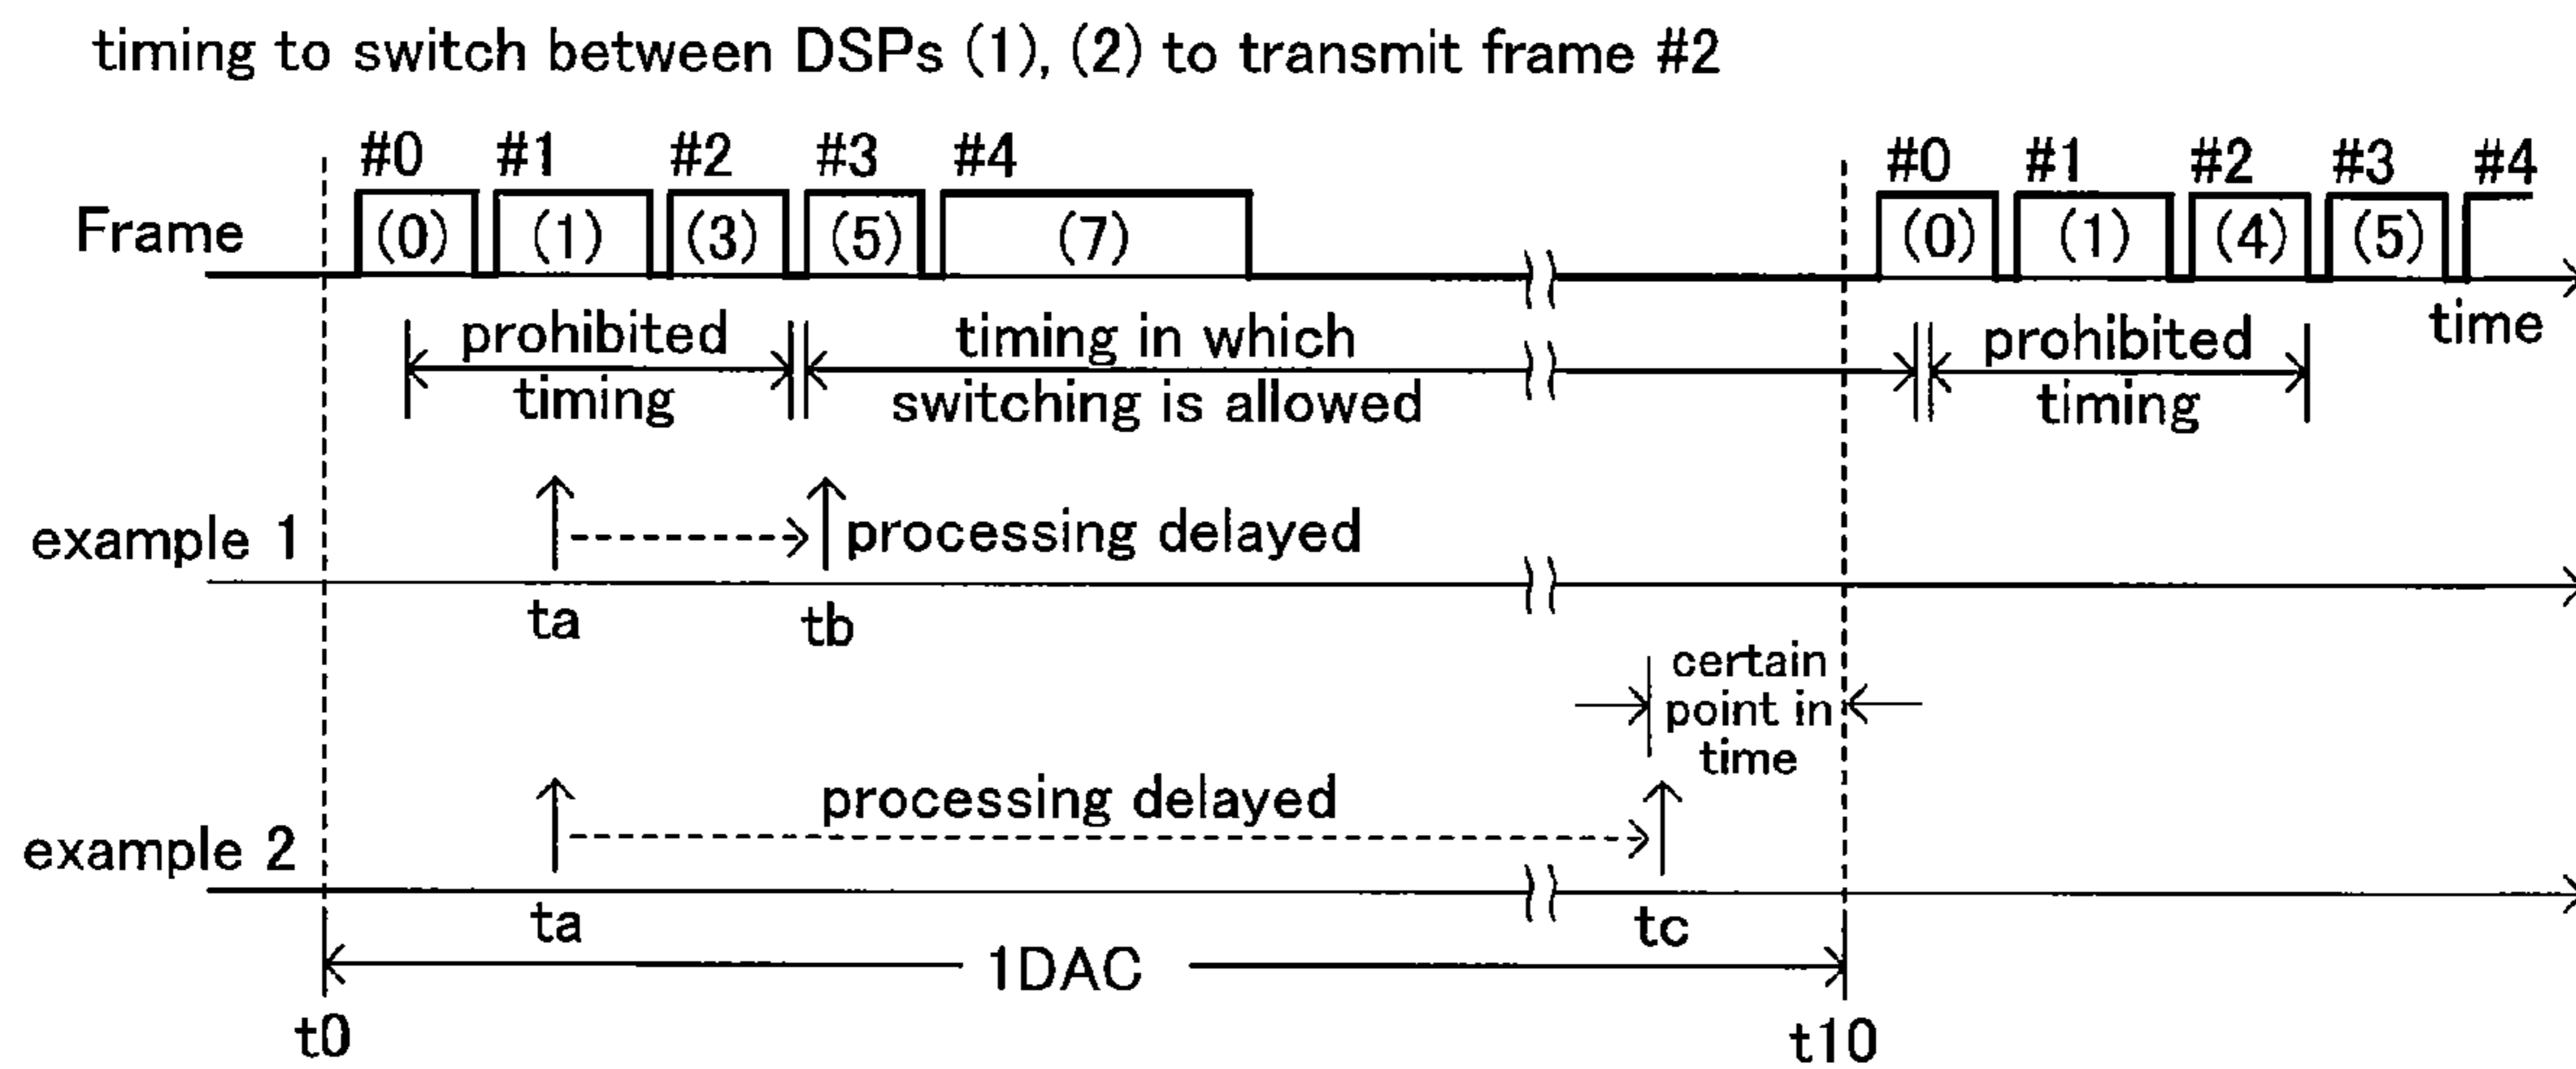 timing to switch between DSPs (1), (2) to transmit frame #2
#0 #1 #2 #3 #4 #0 #1 #2 #3 #4
Frame (0) (1) (3) (5) (7) (0) (1) (4) (5)
time
prohibited timing in which prohibited
timing switching is allowed timing
example 1 processing delayed
ta tb
certain
point in
time
processing delayed
example 2
ta tc
1DAC
t0 t10